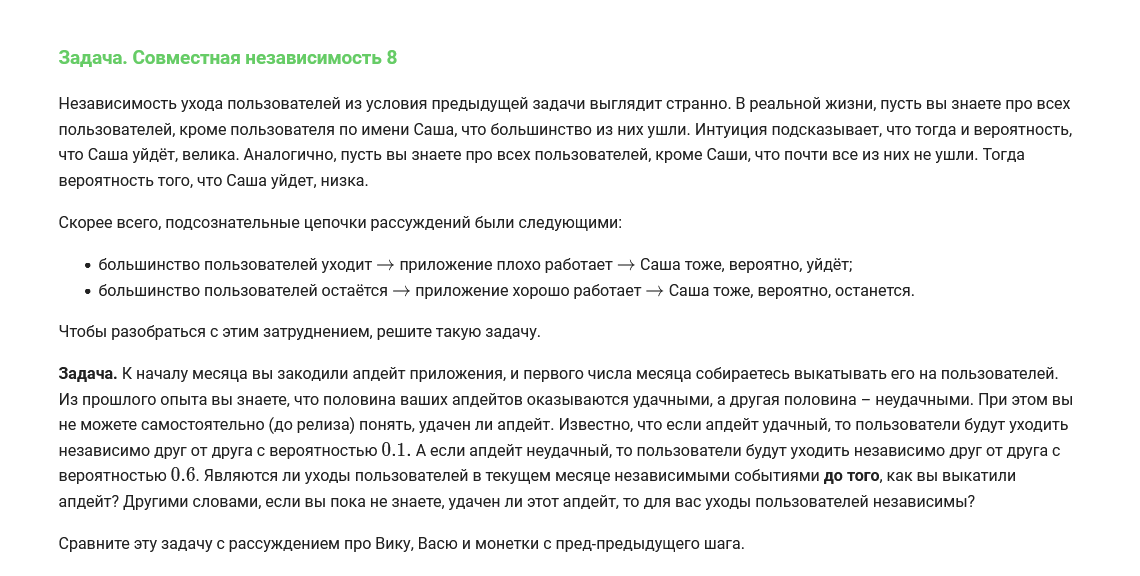 Задача. Совместная независимость 8
Независимость ухода пользователей из условия предыдущей задачи выглядит странно. В реальной жизни, пусть вы знаете про всех
пользователей, кроме пользователя по имени Саша, что большинство из них ушли. Интуиция подсказывает, что тогда и вероятность,
что Саша уйдёт, велика. Аналогично, пусть вы знаете про всех пользователей, кроме Саши, что почти все из них не ушли. Тогда
вероятность того, что Саша уйдет, низка.
Скорее всего, подсознательные цепочки рассуждений были следующими:
• большинство пользователей уходит → приложение плохо работает → Саша тоже, вероятно, уйдёт;
• большинство пользователей остаётся → приложение хорошо работает → Саша тоже, вероятно, останется.
Чтобы разобраться с этим затруднением, решите такую задачу.
Задача. К началу месяца вы закодили апдейт приложения, и первого числа месяца собираетесь выкатывать его на пользователей.
Из прошлого опыта вы знаете, что половина ваших апдейтов оказываются удачными, а другая половина – неудачными. При этом вы
не можете самостоятельно (до релиза) понять, удачен ли апдейт. Известно, что если апдейт удачный, то пользователи будут уходить
независимо друг от друга с вероятностью 0.1. А если апдейт неудачный, то пользователи будут уходить независимо друг от друга с
вероятностью 0.6. Являются ли уходы пользователей в текущем месяце независимыми событиями до того, как вы выкатили
апдейт? Другими словами, если вы пока не знаете, удачен ли этот апдейт, то для вас уходы пользователей независимы?
Сравните эту задачу с рассуждением про Вику, Васю и монетки с пред-предыдущего шага.